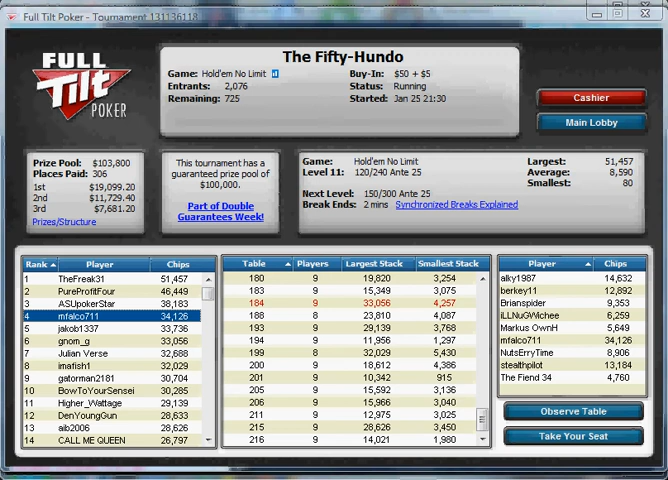 Full Tilt Poker - Tournament 131136118
FULL
Tilt
POKER
The Fifty-Hundo
Game: Hold'em No Limit
Entrants: 2,076
Remaining: 725
Buy-In: $50 + $5
Status: Running
Started: Jan 25 21:30
Cashier
Main Lobby
Prize Pool: $103,800
Places Paid: 306
1st $19,099.20
2nd $11,729.40
3rd $7,681.20
Prizes/Structure
This tournament has a
guaranteed prize pool of
$100,000.
Part of Double
Guarantees Week!
Game: Hold'em No Limit
Level 11: 120/240 Ante 25
Next Level: 150/300 Ante 25
Break Ends: 2 mins Synchronized Breaks Explained
Largest: 51,457
Average: 8,590
Smallest: 80
Rank Player Chips
1 TheFreak31 51,457
2 PureProfitFour 46,449
3 ASUpokerStar 38,183
4 mfalco711 34,126
5 jakob1337 33,736
6 gnom_g 33,056
7 Julian Verse 32,688
8 imafish1 32,029
9 gatorman2181 30,704
10 BowToYourSensei 30,285
11 Higher_Wattage 29,139
12 DenYoungGun 28,633
13 aib2006 28,626
14 CALL ME QUEEN 26,797
Table Players Largest Stack Smallest Stack
180 9 19,820 3,254
183 9 15,349 3,075
184 9 33,056 4,257
188 8 23,810 4,087
193 9 29,139 3,768
194 9 11,956 1,297
199 8 32,029 5,430
200 9 18,612 4,386
201 9 10,342 915
205 9 15,592 3,136
206 9 15,966 3,040
211 9 12,975 3,025
215 9 28,626 3,450
216 9 14,021 1,980
Player Chips
alky1987 14,632
berkey11 12,892
Brianspider 9,353
iLLNuGWichee 6,259
Markus OwnH 5,649
mfalco711 34,126
NutsErryTime 8,906
stealthpilot 13,184
The Fiend 34 4,760
Observe Table
Take Your Seat